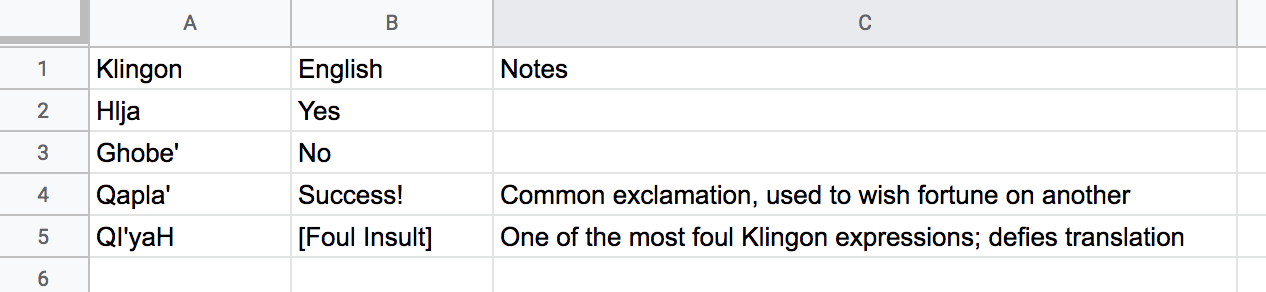 A B C
1 Klingon English Notes
2 HIja Yes
3 Ghobe' No
4 Qapla' Success! Common exclamation, used to wish fortune on another
5 QI'yaH [Foul Insult] One of the most foul Klingon expressions; defies translation
6